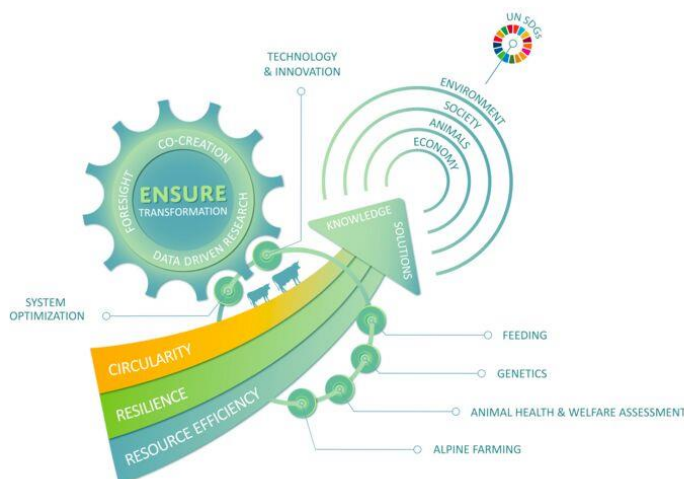 UN SDGs
TECHNOLOGY
& INNOVATION
ENVIRONMENT
SOCIETY
ANIMALS
ECONOMY
CO-CREATION
FORESIGHT
ENSURE
TRANSFORMATION
DATA DRIVEN RESEARCH
KNOWLEDGE
SOLUTIONS
SYSTEM
OPTIMIZATION
CIRCULARITY
RESILIENCE
RESOURCE EFFICIENCY
FEEDING
GENETICS
ANIMAL HEALTH & WELFARE ASSESSMENT
ALPINE FARMING